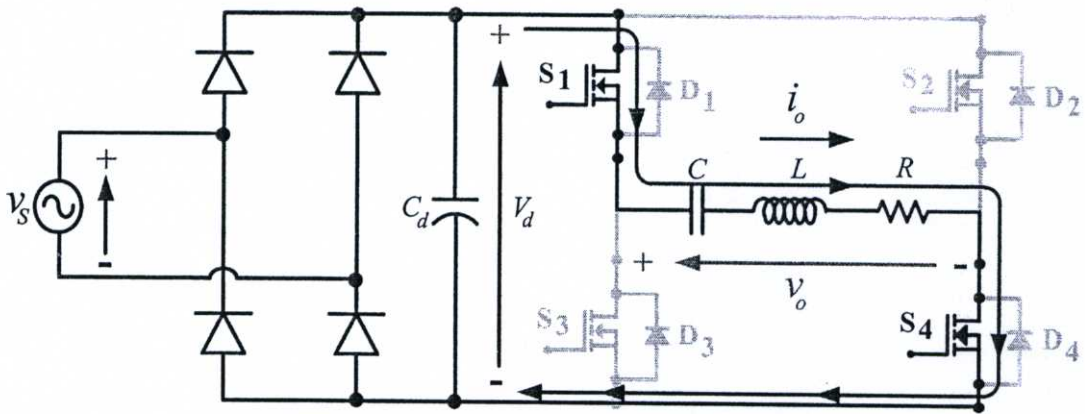 +
S1
D1
S2
D2
io
+
vS
-
Cd
Vd
C
L
R
+
-
vo
S3
D3
S4
D4
-